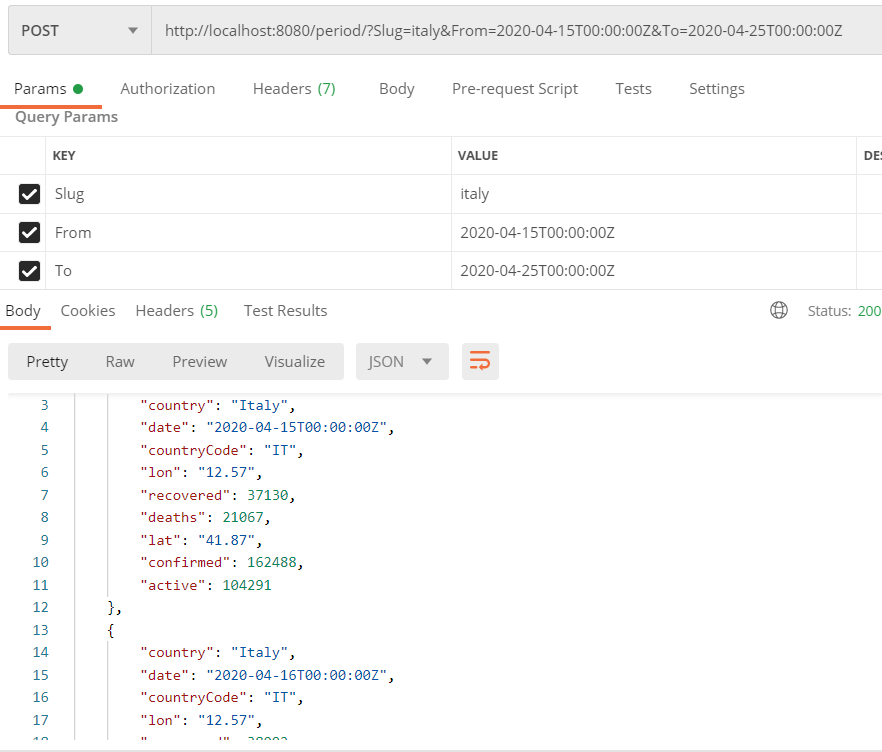 POST http://localhost:8080/period/?Slug=italy&From=2020-04-15T00:00:00Z&To=2020-04-25T00:00:00Z
Params Authorization Headers (7) Body Pre-request Script Tests Settings
Query Params
KEY VALUE
Slug italy
From 2020-04-15T00:00:00Z
To 2020-04-25T00:00:00Z
Body Cookies Headers (5) Test Results Status: 200
Pretty Raw Preview Visualize JSON
3 "country": "Italy",
4 "date": "2020-04-15T00:00:00Z",
5 "countryCode": "IT",
6 "lon": "12.57",
7 "recovered": 37130,
8 "deaths": 21067,
9 "lat": "41.87",
10 "confirmed": 162488,
11 "active": 104291
12 },
13 {
14 "country": "Italy",
15 "date": "2020-04-16T00:00:00Z",
16 "countryCode": "IT",
17 "lon": "12.57",